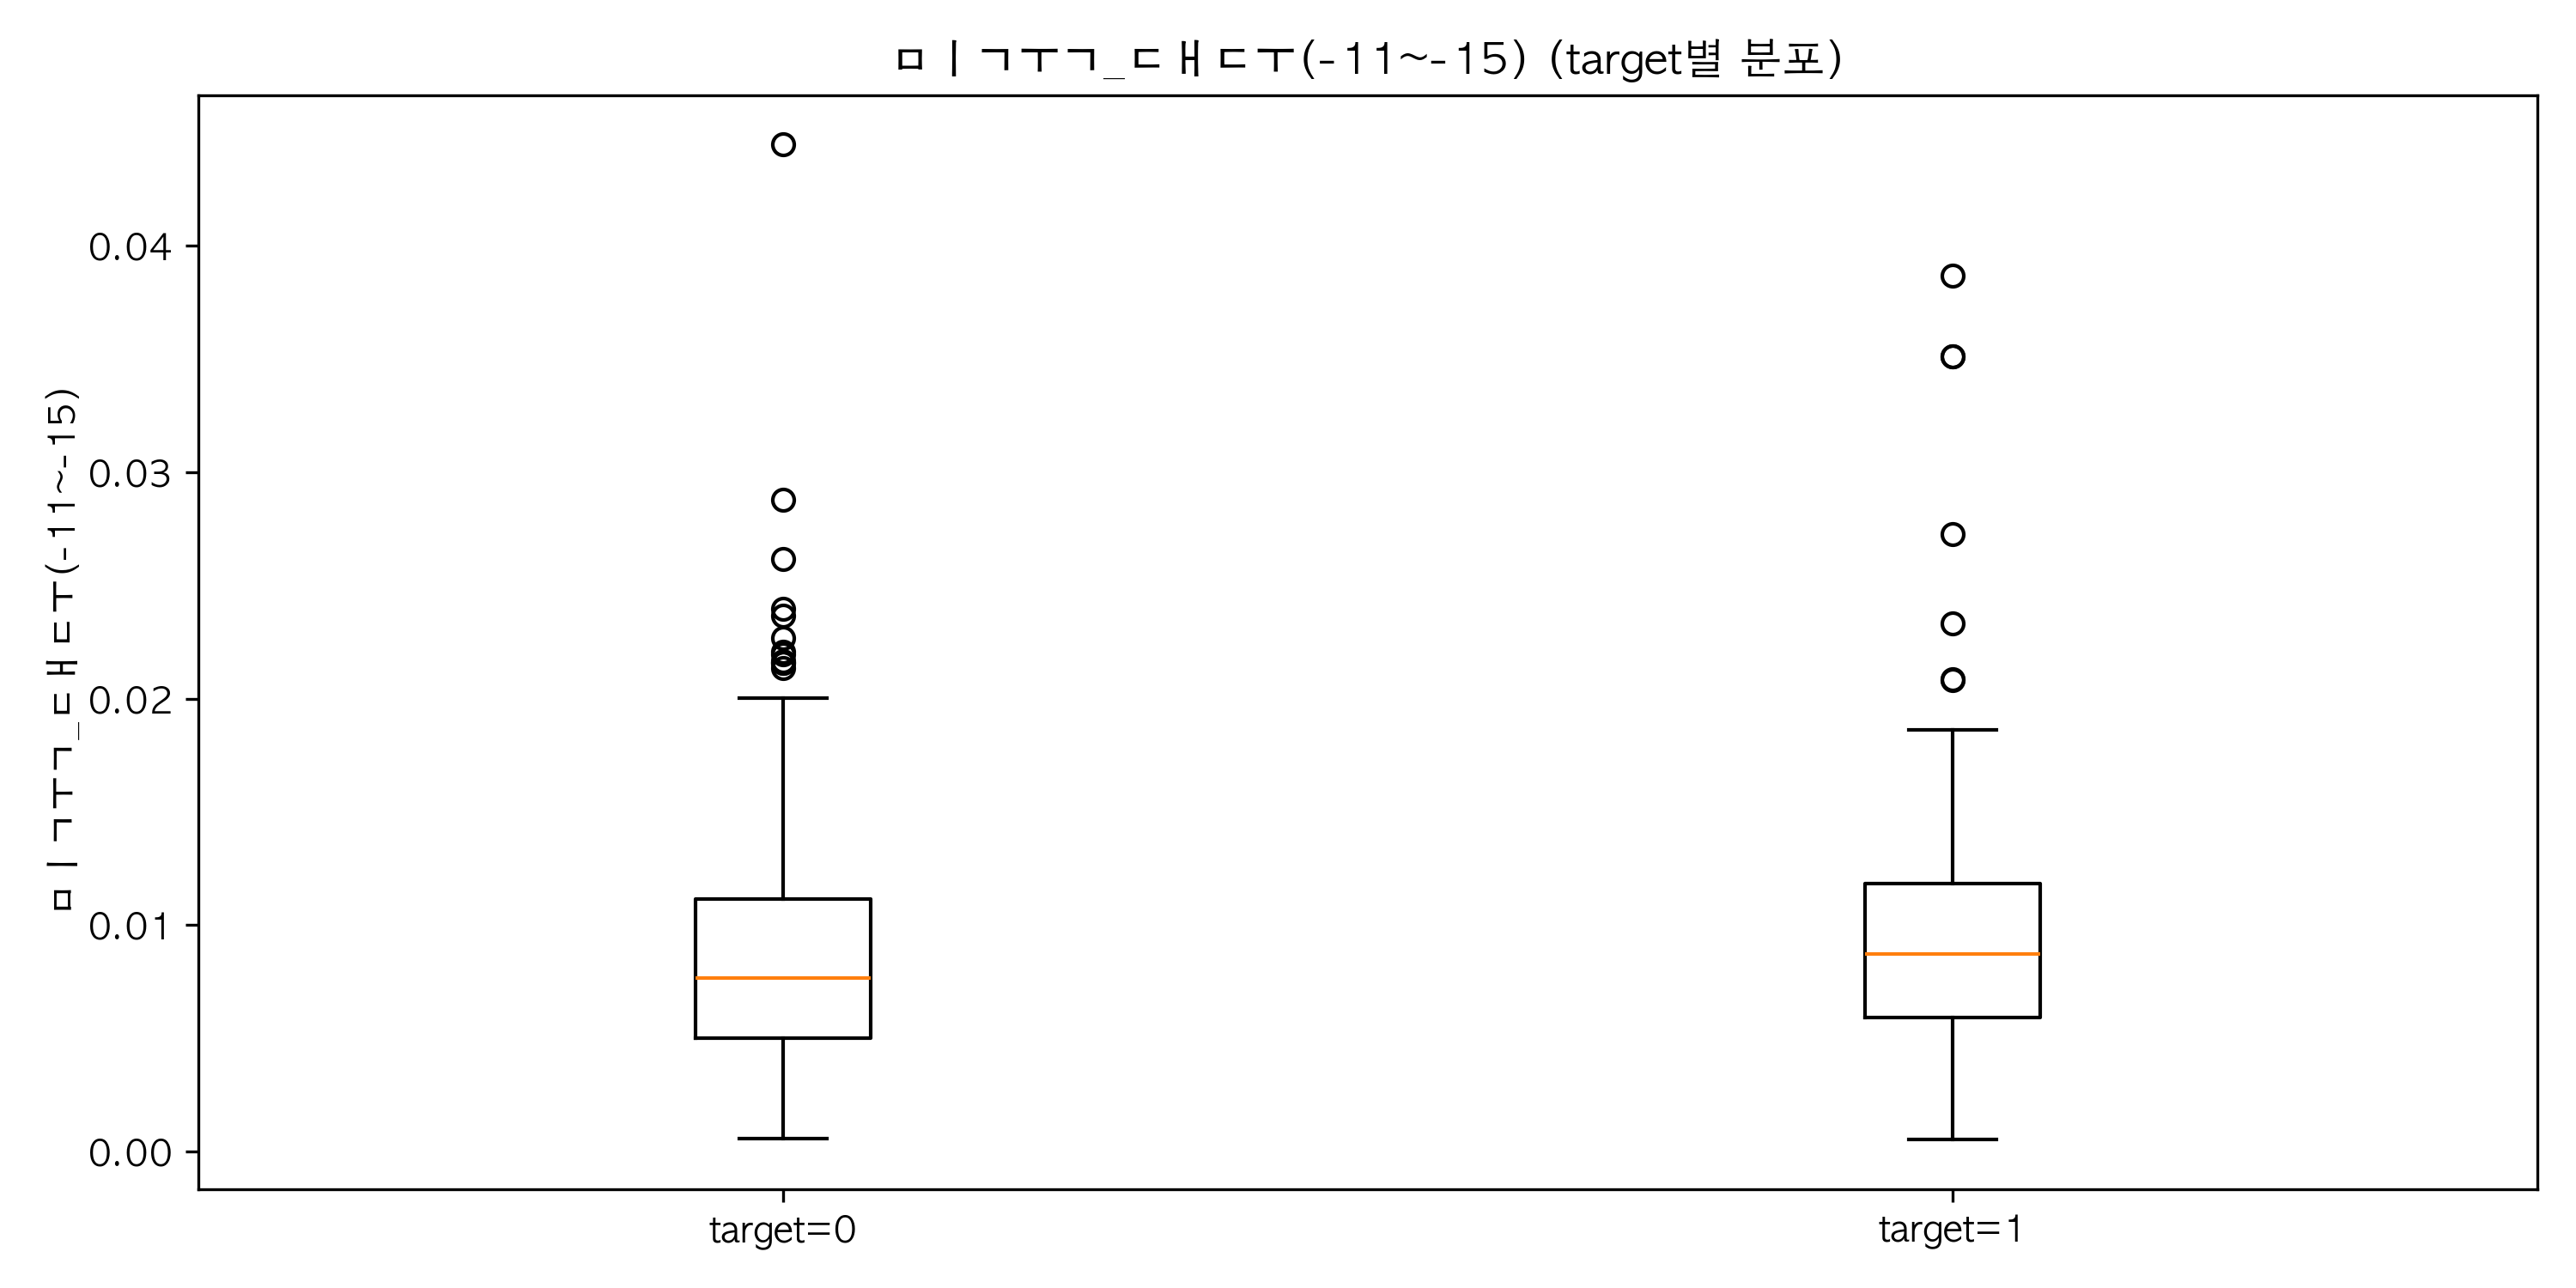 ㅁㅣㄱㅜㄱ_ㄷㅐㄷㅜ(-11~-15) (target별 분포)
ㅁㅣㄱㅜㄱ_ㄷㅐㄷㅜ(-11~-15)
0.04
0.03
0.02
0.01
0.00
target=0
target=1